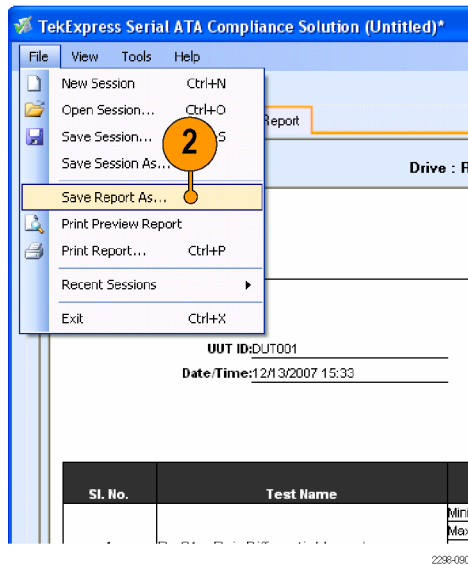 TekExpress Serial ATA Compliance Solution (Untitled)*
File View Tools Help
New Session Ctrl+N
Open Session... Ctrl+O
Report
Save Session... S
2
Save Session As...
Drive : R
Save Report As...
Print Preview Report
Print Report... Ctrl+P
Recent Sessions
Exit Ctrl+X
UUT ID:DUT001
Date/Time:12/13/2007 15:33
Sl. No. Test Name
Mini
Max
2298-090